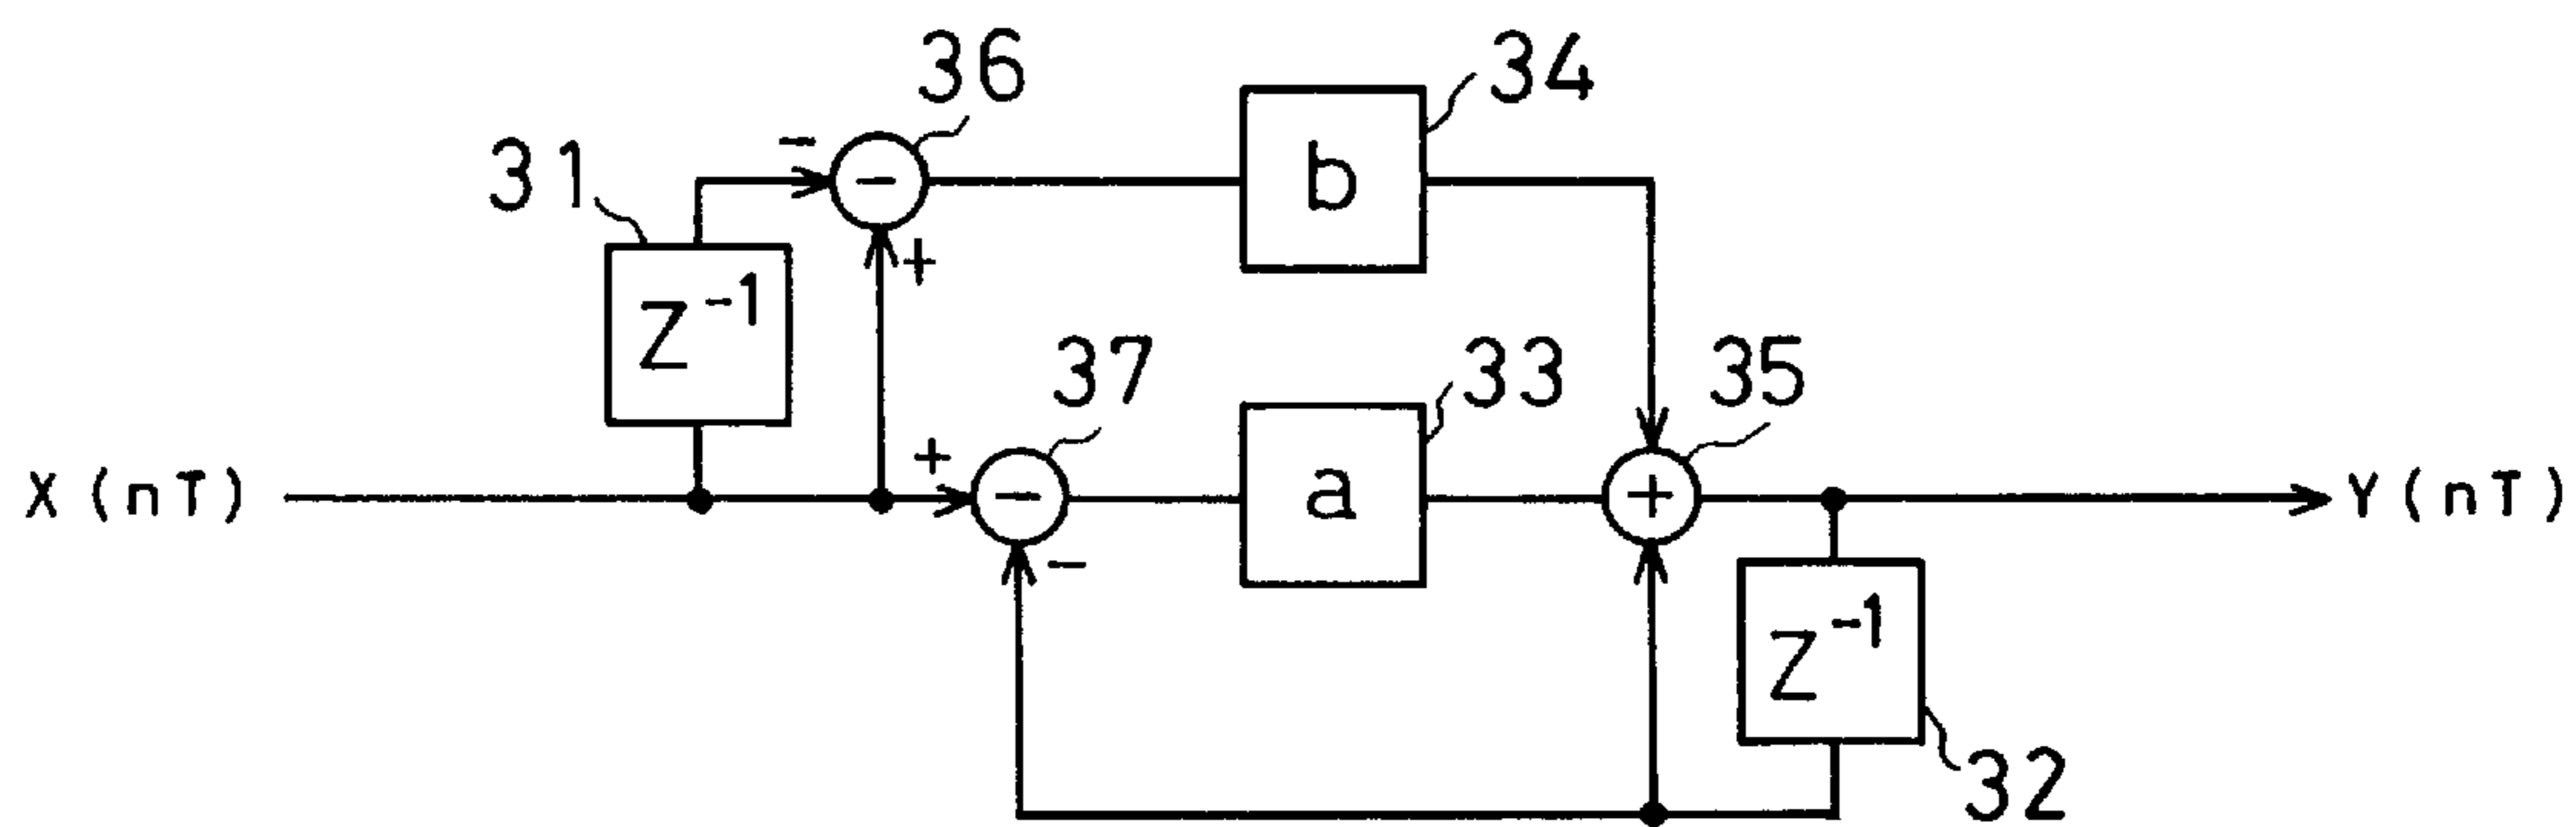 36
34
31
-
-
b
+
Z⁻¹
37
33
35
+
X(nT)
-
a
+
Y(nT)
-
Z⁻¹
32